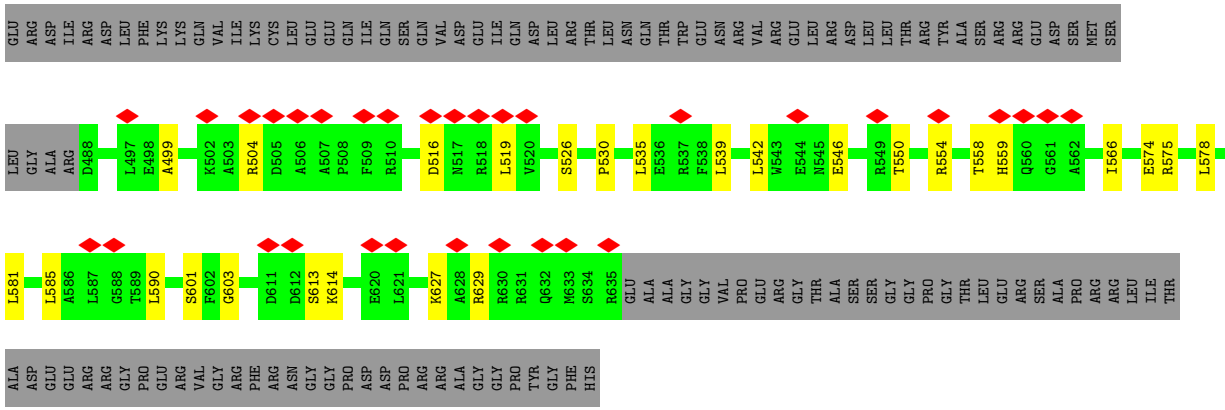 GLU ARG ASP ILE ARG ASP LEU PHE LYS LYS GLN VAL ILE LYS CYS LEU GLU GLU GLN ILE GLN SER GLN VAL ASP GLU ILE GLN ASP LEU ARG THR LEU ASN GLN THR TRP GLU ASN ARG VAL ARG GLU LEU ARG ASP LEU LEU THR ARG TYR ALA SER ARG ARG GLU ASP SER MET SER
LEU GLY ALA ARG D488 L497 E498 A499 K502 A503 R504 D505 A506 A507 P508 F509 R510 D516 N517 R518 L519 V520 S526 P530 L535 E536 R537 F538 L539 L542 W543 E544 N545 E546 R549 T550 R554 T558 H559 Q560 G561 A562 I566 E574 R575 L578
L581 L585 A586 L587 G588 T589 L590 S601 F602 G603 D611 D612 S613 K614 E620 L621 K627 A628 R629 R630 R631 Q632 M633 S634 R635 GLU ALA ALA GLY GLY VAL PRO GLU ARG GLY THR ALA SER SER GLY GLY PRO GLY THR LEU GLU ARG SER ALA PRO ARG ARG LEU ILE THR
ALA ASP GLU GLU ARG ARG GLY PRO GLU ARG VAL GLY ARG PHE ARG ASN GLY GLY PRO ASP ASP PRO ARG ARG ALA GLY GLY PRO TYR GLY PHE HIS